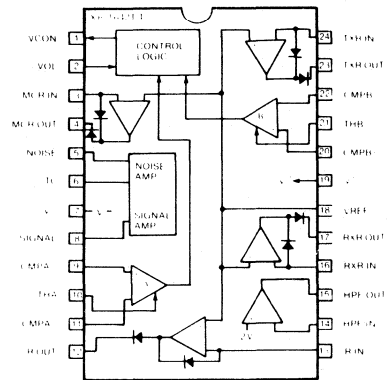 VCON 1
VOL 2
MCR IN 3
MCR OUT 4
NOISE 5
6
7
SIGNAL 8
CMPA 9
THA 10
CMPA 11
R OUT 12
CONTROL
LOGIC
NOISE
AMP
SIGNAL
AMP
24 TXR IN
23 TXR OUT
22 CMPB
21 THB
20 CMPB
19
18 VREF
17 RXR OUT
16 RXR IN
15 HPF OUT
14 HPF IN
13 R IN